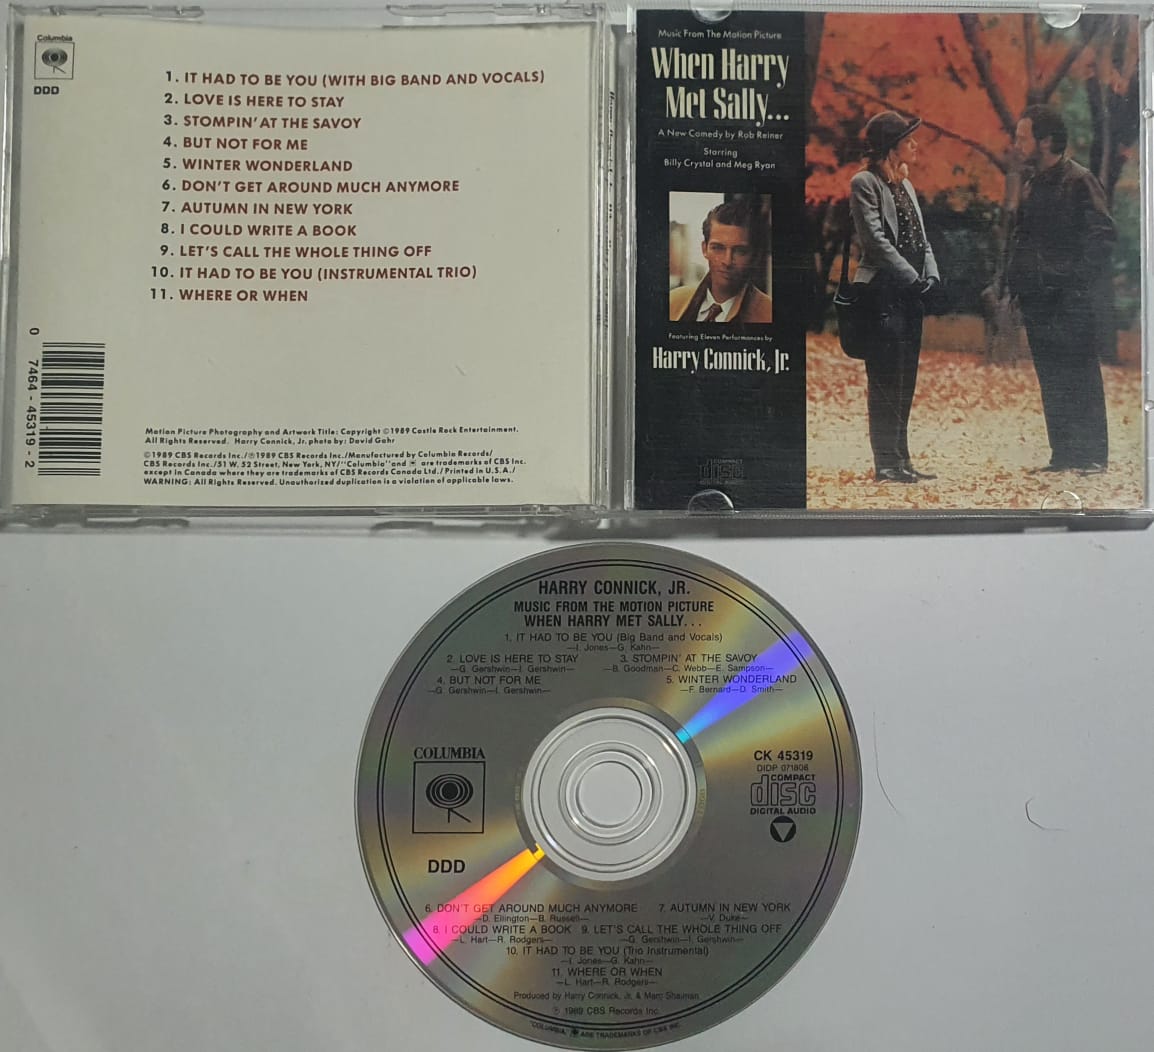 Columbia
DDD
1. IT HAD TO BE YOU (WITH BIG BAND AND VOCALS)
2. LOVE IS HERE TO STAY
3. STOMPIN' AT THE SAVOY
4. BUT NOT FOR ME
5. WINTER WONDERLAND
6. DON'T GET AROUND MUCH ANYMORE
7. AUTUMN IN NEW YORK
8. I COULD WRITE A BOOK
9. LET'S CALL THE WHOLE THING OFF
10. IT HAD TO BE YOU (INSTRUMENTAL TRIO)
11. WHERE OR WHEN
0 7464-45319-2
Motion Picture Photography and Artwork Title: Copyright ©1989 Castle Rock Entertainment.
All Rights Reserved. Harry Connick, Jr. photo by: David Gahr
©1989 CBS Records Inc./℗1989 CBS Records Inc./Manufactured by Columbia Records/
CBS Records Inc./51 W. 52 Street, New York, NY/"Columbia" and are trademarks of CBS Inc.
except in Canada where they are trademarks of CBS Records Canada Ltd./Printed in U.S.A./
WARNING: All Rights Reserved. Unauthorized duplication is a violation of applicable laws.
Music From The Motion Picture
When Harry
Met Sally...
A New Comedy by Rob Reiner
Starring
Billy Crystal and Meg Ryan
Featuring Eleven Performances by
Harry Connick, Jr.
COMPACT
disc
DIGITAL AUDIO
HARRY CONNICK, JR.
MUSIC FROM THE MOTION PICTURE
WHEN HARRY MET SALLY...
1. IT HAD TO BE YOU (Big Band and Vocals)
—I. Jones—G. Kahn—
2. LOVE IS HERE TO STAY 3. STOMPIN' AT THE SAVOY
—G. Gershwin—I. Gershwin— —B. Goodman—C. Webb—E. Sampson—
4. BUT NOT FOR ME 5. WINTER WONDERLAND
—G. Gershwin—I. Gershwin— —F. Bernard—D. Smith—
COLUMBIA
DDD
CK 45319
DIDP 071806
COMPACT
disc
DIGITAL AUDIO
6. DON'T GET AROUND MUCH ANYMORE 7. AUTUMN IN NEW YORK
—D. Ellington—B. Russell— —V. Duke—
8. I COULD WRITE A BOOK 9. LET'S CALL THE WHOLE THING OFF
—L. Hart—R. Rodgers— —G. Gershwin—I. Gershwin—
10. IT HAD TO BE YOU (Trio Instrumental)
—I. Jones—G. Kahn—
11. WHERE OR WHEN
—L. Hart—R. Rodgers—
Produced by Harry Connick, Jr. & Marc Shaiman
℗ 1989 CBS Records Inc.
"COLUMBIA," ARE TRADEMARKS OF CBS INC.